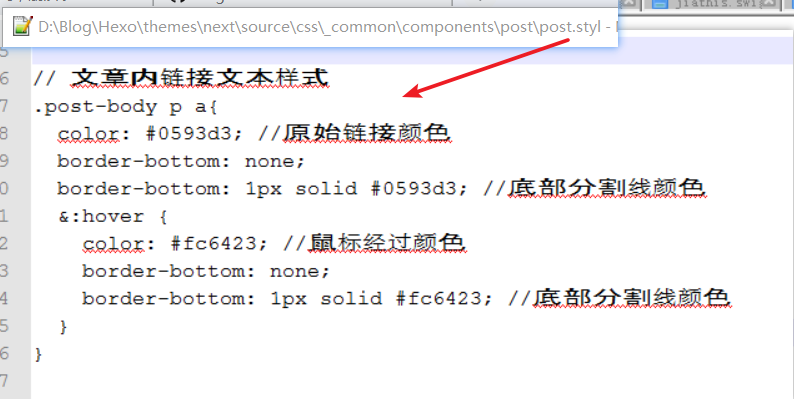 jiathis.swig
D:\Blog\Hexo\themes\next\source\css\_common\components\post\post.styl -
5
6 // 文章内链接文本样式
7 .post-body p a{
8 color: #0593d3; //原始链接颜色
9 border-bottom: none;
0 border-bottom: 1px solid #0593d3; //底部分割线颜色
1 &:hover {
2 color: #fc6423; //鼠标经过颜色
3 border-bottom: none;
4 border-bottom: 1px solid #fc6423; //底部分割线颜色
5 }
6 }
7